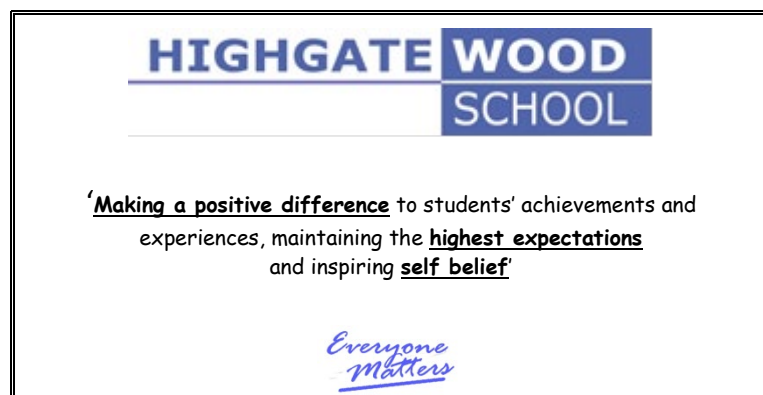 HIGHGATE WOOD
SCHOOL
‘Making a positive difference to students’ achievements and
experiences, maintaining the highest expectations
and inspiring self belief’
Everyone
Matters